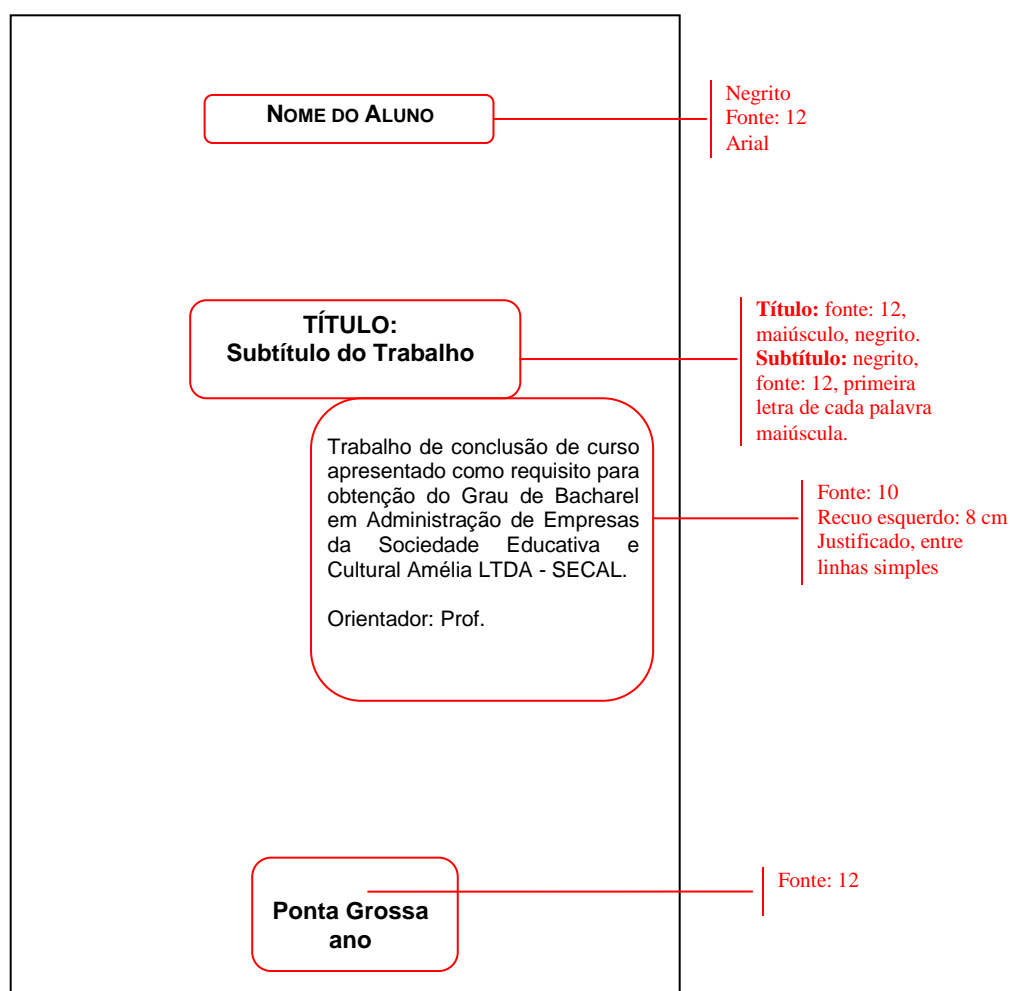 NOME DO ALUNO
Negrito
Fonte: 12
Arial
TÍTULO:
Subtítulo do Trabalho
Título: fonte: 12,
maiúsculo, negrito.
Subtítulo: negrito,
fonte: 12, primeira
letra de cada palavra
maiúscula.
Trabalho de conclusão de curso
apresentado como requisito para
obtenção do Grau de Bacharel
em Administração de Empresas
da Sociedade Educativa e
Cultural Amélia LTDA - SECAL.
Orientador: Prof.
Fonte: 10
Recuo esquerdo: 8 cm
Justificado, entre
linhas simples
Ponta Grossa
ano
Fonte: 12